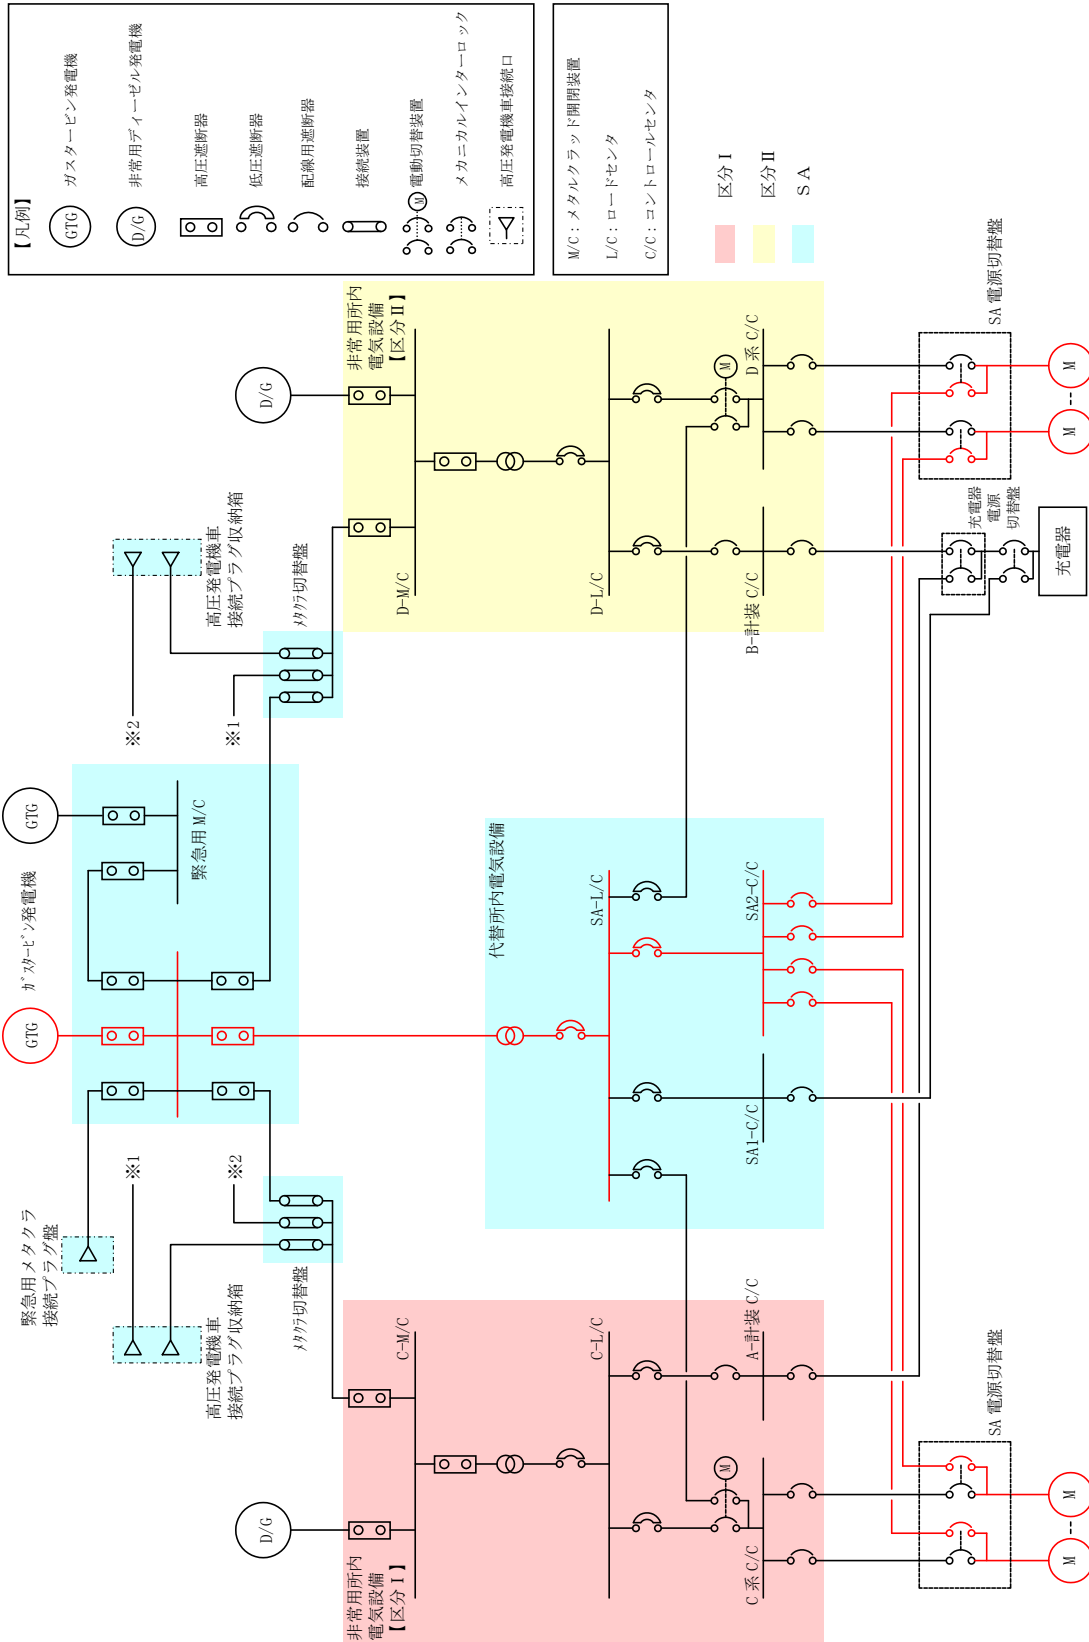 【凡例】
GTG ガスタービン発電機
D/G 非常用ディーゼル発電機
高圧遮断器
低圧遮断器
配線用遮断器
接続装置
M 電動切替装置
メカニカルインターロック
高圧発電機車接続口
M/C：メタルクラッド開閉装置
L/C：ロードセンタ
C/C：コントロールセンタ
区分Ⅰ
区分Ⅱ
ＳＡ
緊急用メタクラ
接続プラグ盤
GTG
ｶﾞｽﾀｰﾋﾞﾝ発電機
GTG
緊急用 M/C
高圧発電機車
接続プラグ収納箱
※1
※2
ﾒﾀｸﾗ切替盤
高圧発電機車
接続プラグ収納箱
※2
※1
ﾒﾀｸﾗ切替盤
D/G
非常用所内
電気設備
【区分Ⅰ】
C-M/C
C-L/C
M
C 系 C/C
A-計装 C/C
代替所内電気設備
SA-L/C
SA1-C/C
SA2-C/C
D/G
非常用所内
電気設備
【区分Ⅱ】
D-M/C
D-L/C
M
B-計装 C/C
D 系 C/C
SA 電源切替盤
M
M
充電器
電源
切替盤
充電器
SA 電源切替盤
M
M